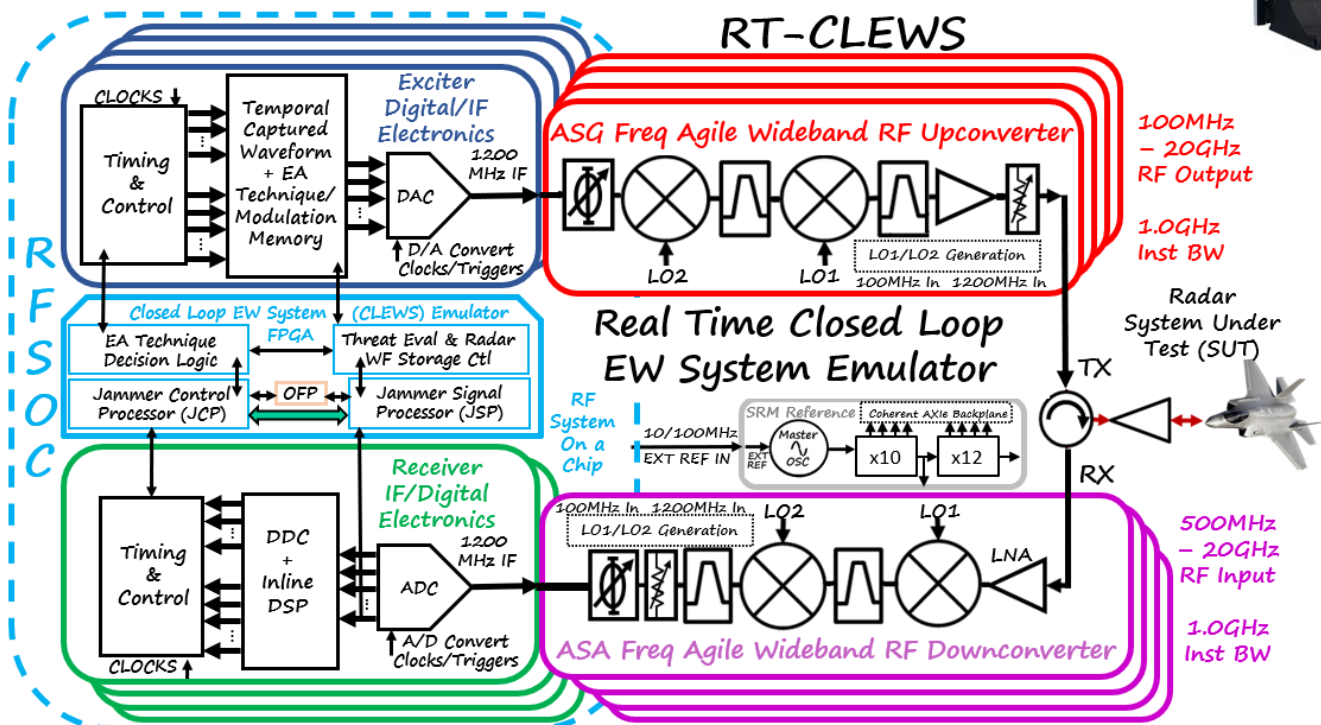 RT-CLEWS
CLOCKS
Timing
&
Control
Temporal
Captured
Waveform
+ EA
Technique/
Modulation
Memory
Exciter
Digital/IF
Electronics
DAC
1200
MHz IF
D/A Convert
Clocks/Triggers
ASG Freq Agile Wideband RF Upconverter
LO2
LO1
LO1/LO2 Generation
100MHz In 1200MHz In
100MHz
– 20GHz
RF Output
1.0GHz
Inst BW
RFSOC
Closed Loop EW System (CLEWS) Emulator
FPGA
EA Technique
Decision Logic
Threat Eval & Radar
WF Storage Ctl
Jammer Control
Processor (JCP)
OFP
Jammer Signal
Processor (JSP)
RF
System
On a
Chip
Real Time Closed Loop
EW System Emulator
Radar
System Under
Test (SUT)
TX
RX
SRM Reference
Coherent AXIe Backplane
10/100MHz
EXT REF IN
EXT
REF
Master
OSC
x10
x12
Receiver
IF/Digital
Electronics
Timing
&
Control
CLOCKS
DDC
+
Inline
DSP
ADC
1200
MHz IF
A/D Convert
Clocks/Triggers
100MHz In 1200MHz In
LO1/LO2 Generation
LO2
LO1
LNA
ASA Freq Agile Wideband RF Downconverter
500MHz
– 20GHz
RF Input
1.0GHz
Inst BW